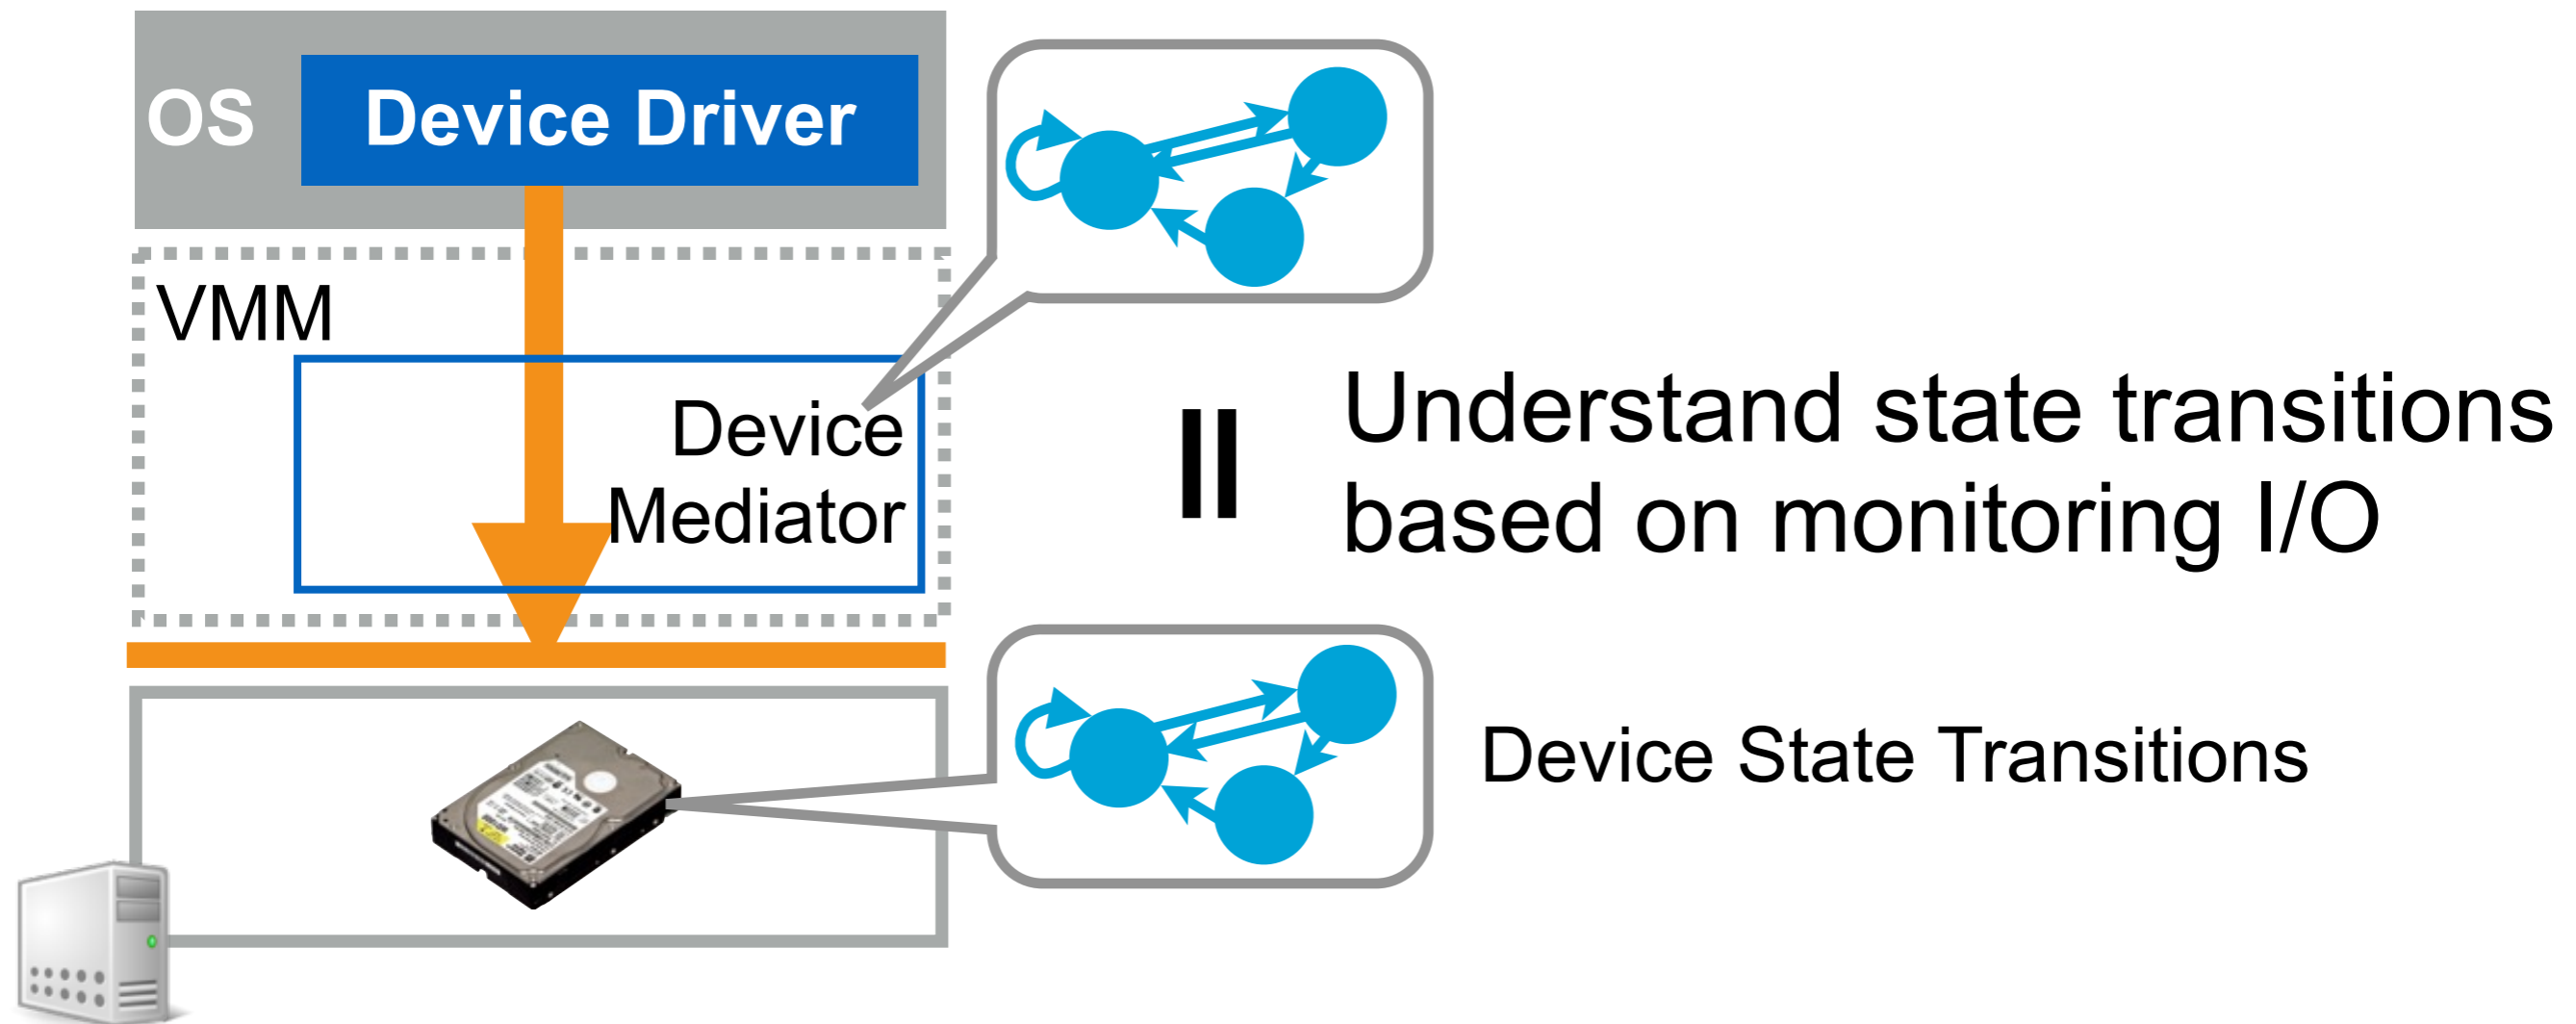 OS
Device Driver
VMM
Device
Mediator
Understand state transitions
based on monitoring I/O
Device State Transitions